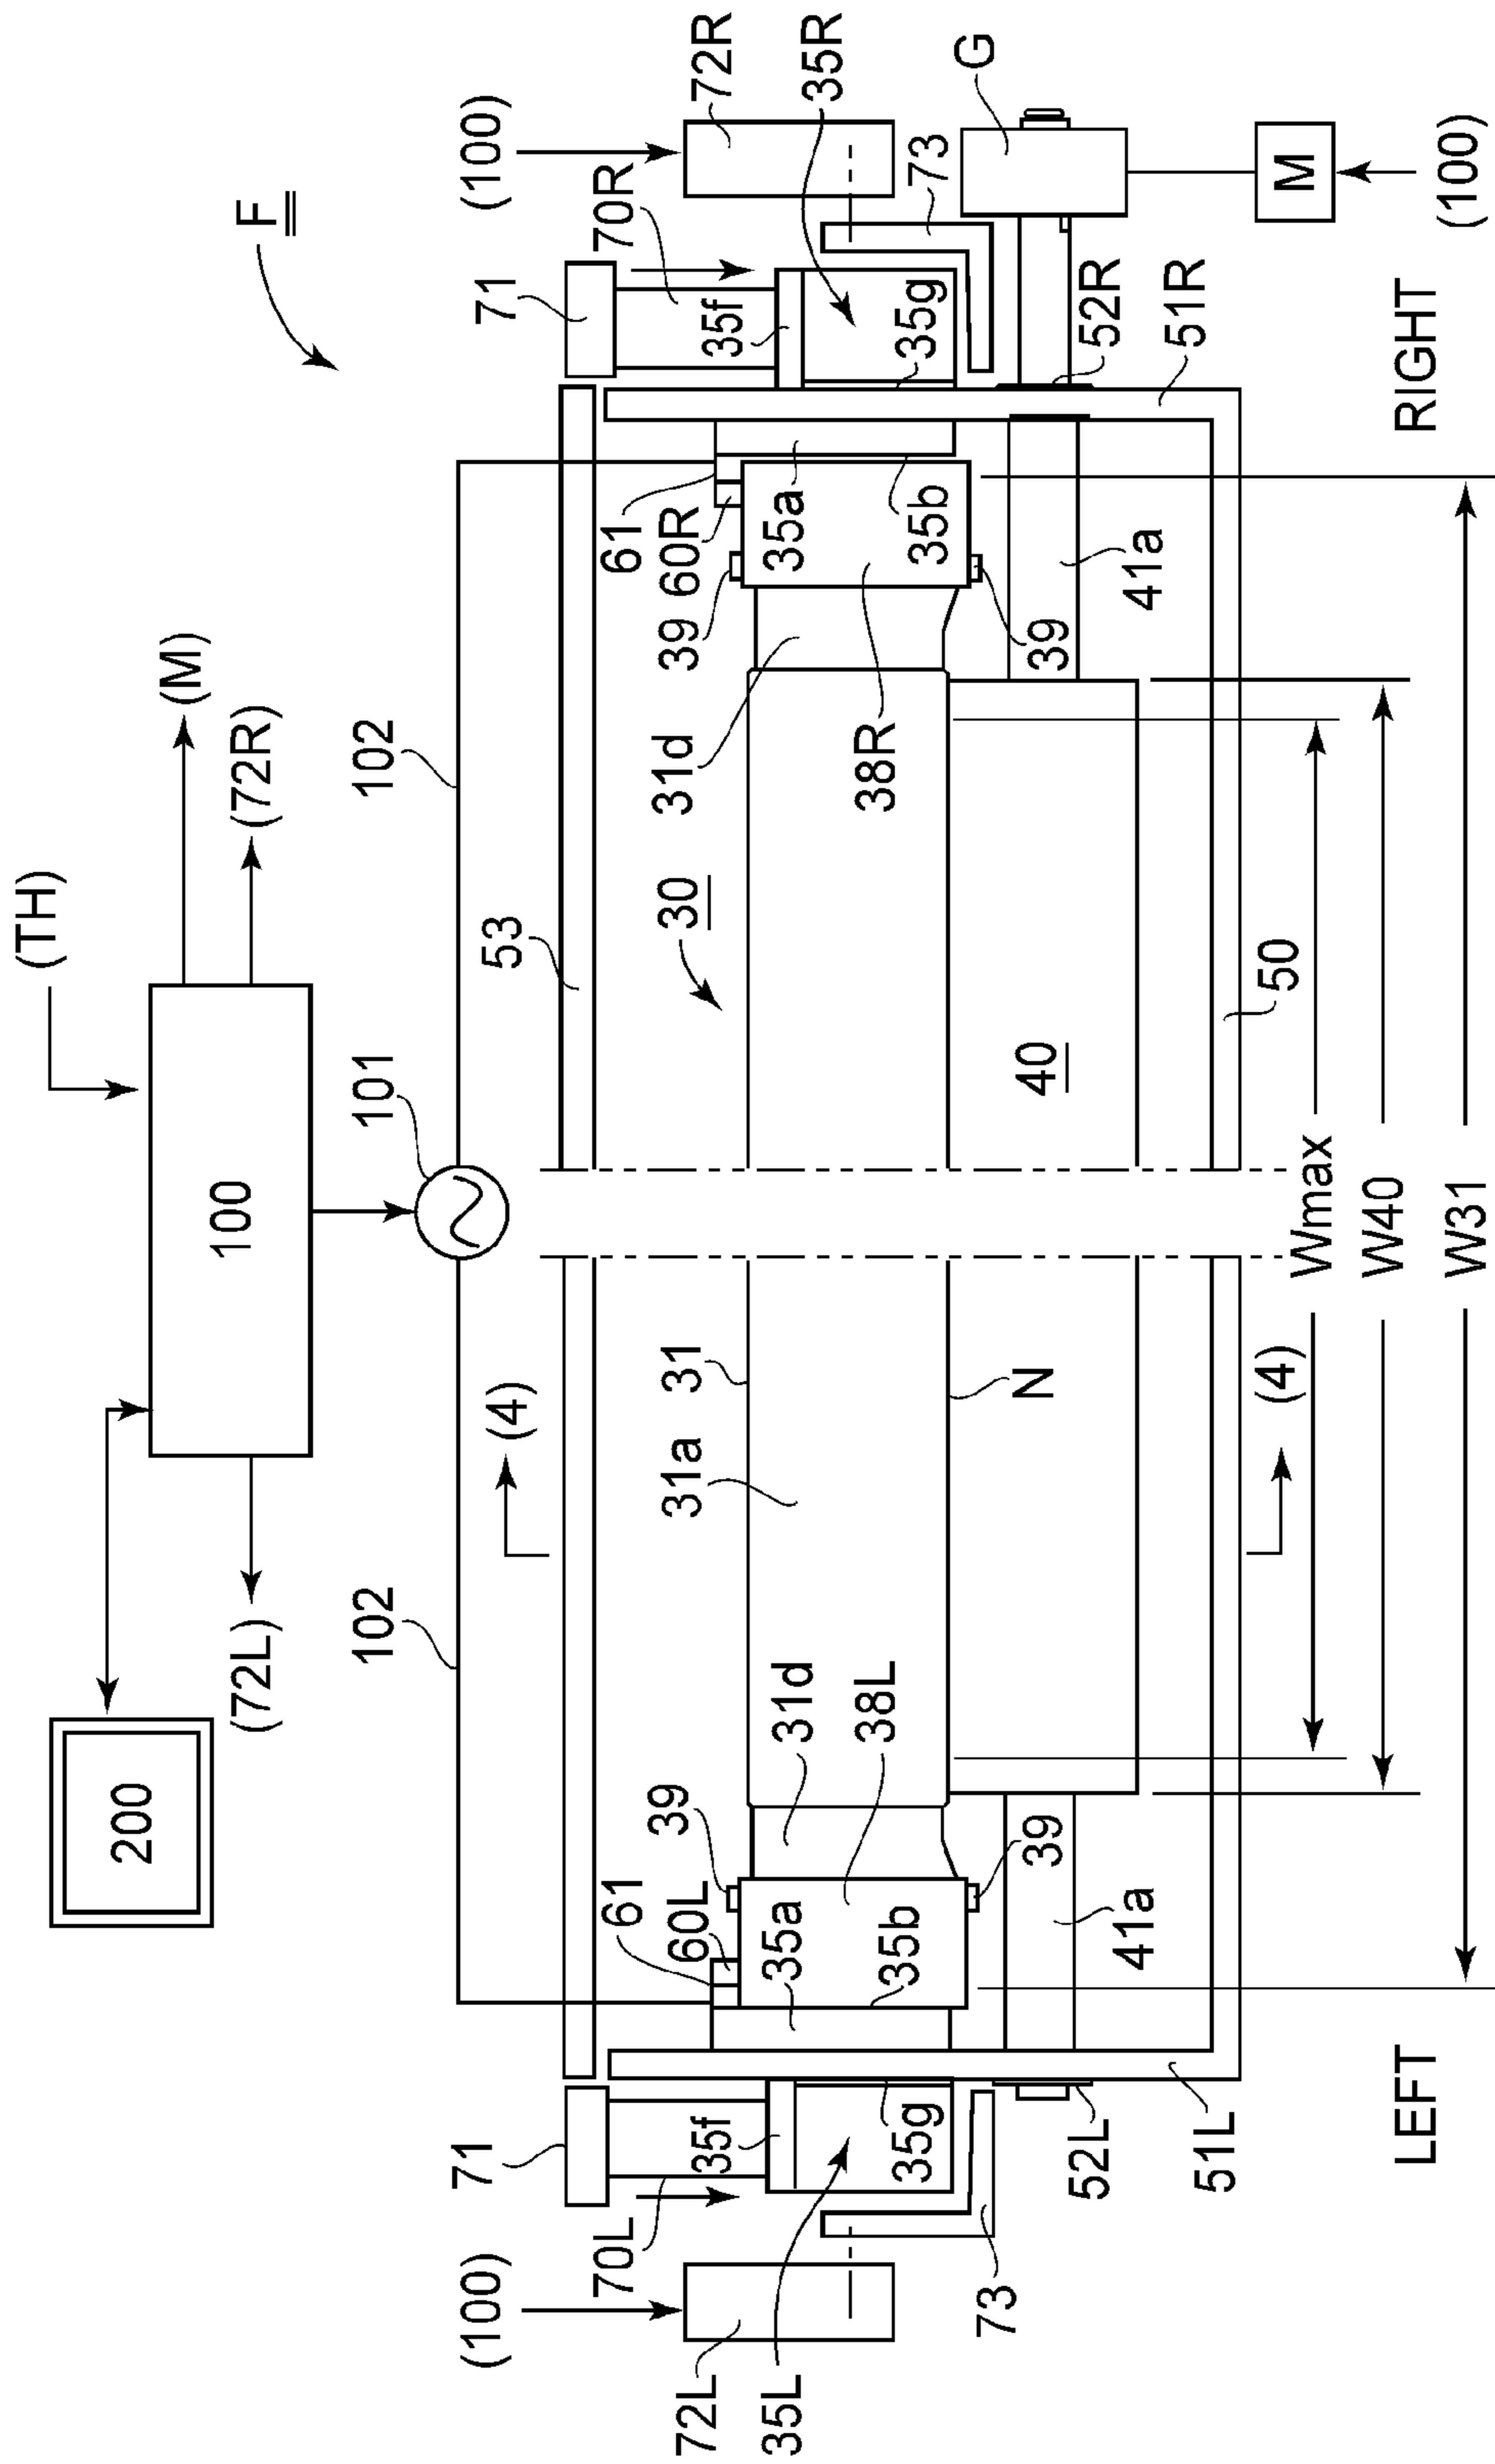 F
(TH)
(M)
(72R)
100
200
(72L)
101
102
102
53
(100)
72R
35R
71
70R
35f
35g
73
G
M
(100)
52R
51R
RIGHT
61
60R
39
35a
35b
39
41a
31d
38R
30
40
50
Wmax
W40
W31
(4)
(4)
31
31a
N
31d
38L
39
39
61
60L
35a
35b
41a
(100)
71
70L
35f
35g
72L
35L
73
52L
51L
LEFT